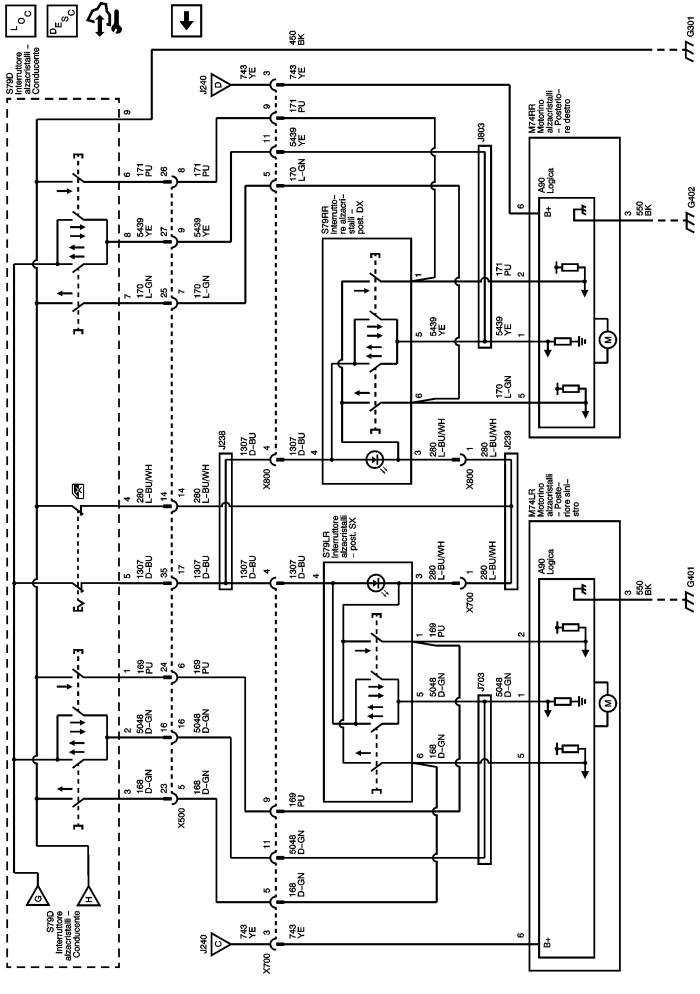 LOC
DESC
S79D
Interruttore
alzacristalli –
Conducente
9
450
BK
G301
J240
D
743
YE
3
743
YE
9
171
PU
11
5439
YE
5
170
L–GN
J803
M74RR
Motorino
alzacristalli
– Posterio-
re destro
A90
Logica
6
B+
3
550
BK
G402
6
171
PU
26
8
171
PU
8
5439
YE
27
9
5439
YE
7
170
L–GN
25
7
170
L–GN
S79RR
Interrutto-
re alzacri-
stalli –
post. DX
1
171
PU
2
5
5439
YE
5439
YE
1
M
6
170
L–GN
5
J238
1307
D–BU
4
X800
1307
D–BU
4
3
280
L–BU/WH
1
X800
280
L–BU/WH
J239
4
280
L–BU/WH
14
14
280
L–BU/WH
5
1307
D–BU
35
17
1307
D–BU
1307
D–BU
4
1307
D–BU
4
S79LR
Interruttore
alzacristalli
– post. SX
3
280
L–BU/WH
1
X700
280
L–BU/WH
M74LR
Motorino
alzacristalli
– Poste-
riore sini-
stro
A90
Logica
3
550
BK
G401
1
169
PU
24
6
169
PU
2
5048
D–GN
16
16
5048
D–GN
3
168
D–GN
23
5
X500
168
D–GN
1
169
PU
2
5
5048
D–GN
J703
5048
D–GN
1
M
6
168
D–GN
5
9
169
PU
11
5048
D–GN
5
168
D–GN
G
H
S79D
Interruttore
alzacristalli –
Conducente
J240
C
743
YE
3
X700
743
YE
6
B+